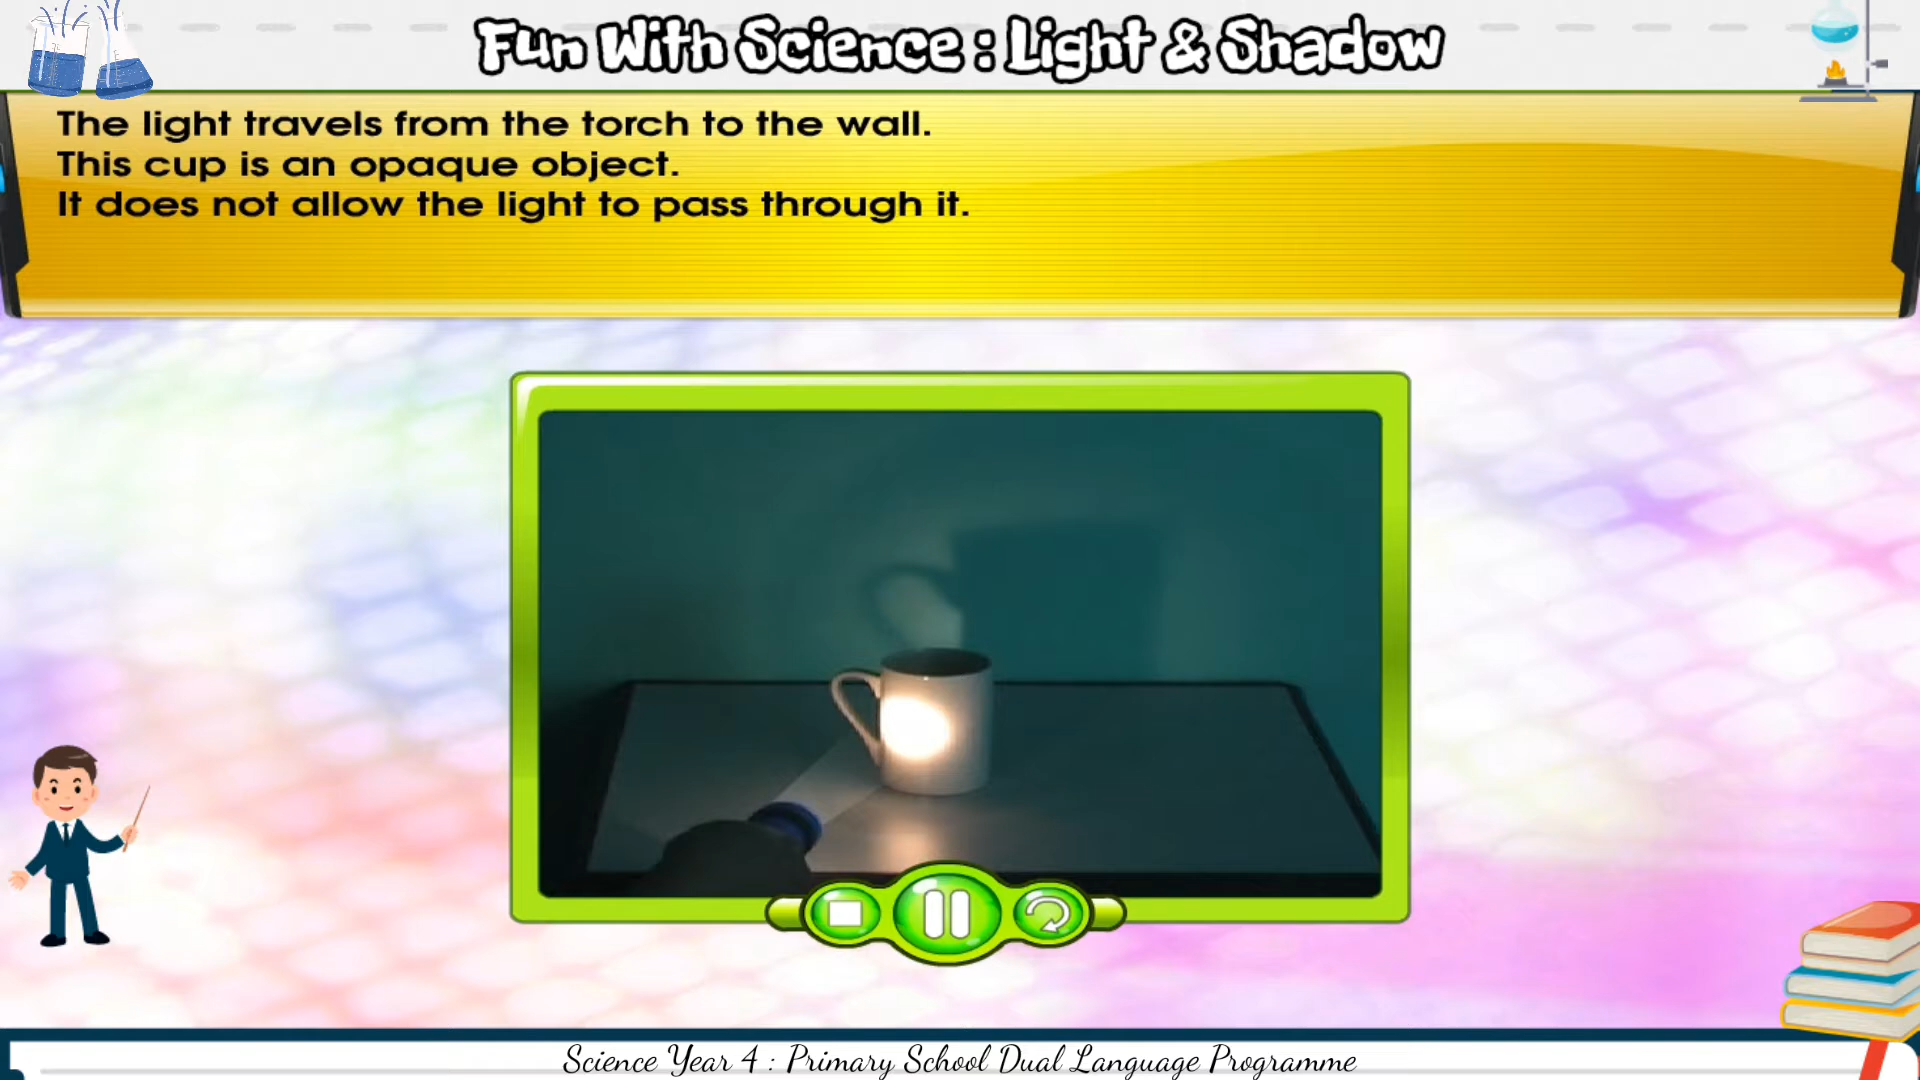 Fun With Science : Light & Shadow
The light travels from the torch to the wall.
This cup is an opaque object.
It does not allow the light to pass through it.
Science Year 4 : Primary School Dual Language Programme